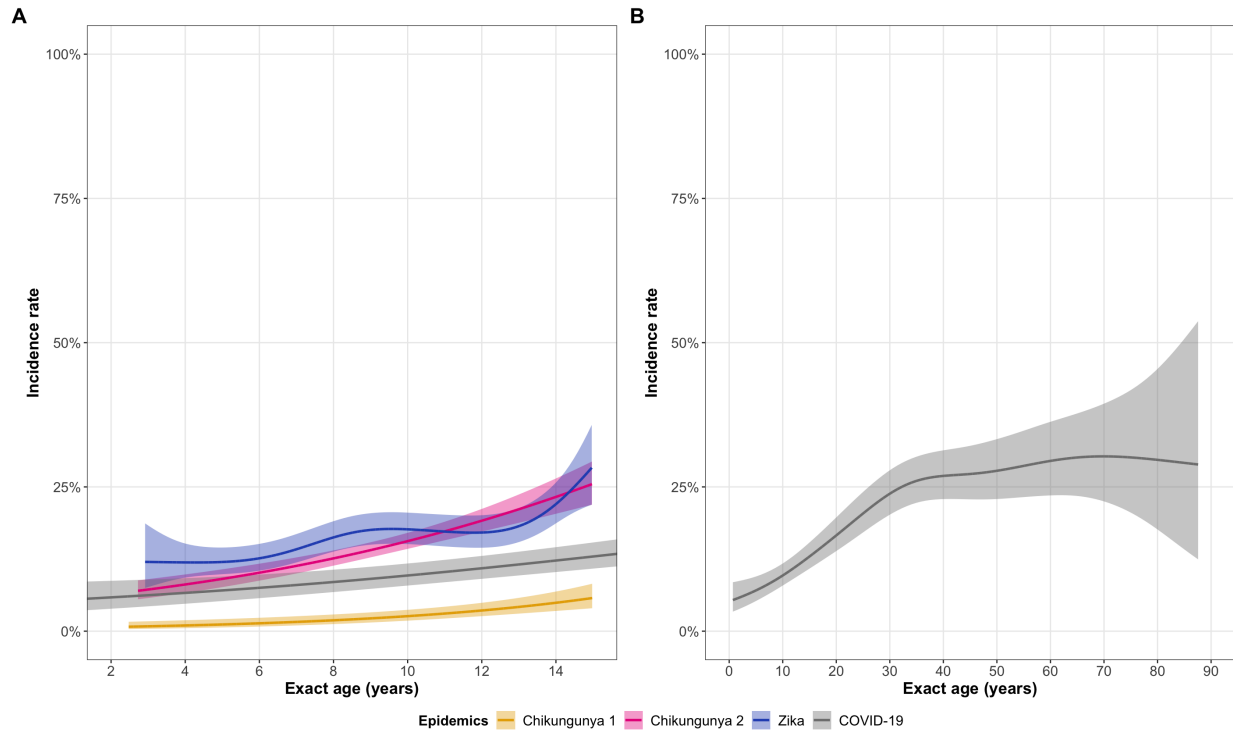 A
B
Incidence rate
100%
75%
50%
25%
0%
2 4 6 8 10 12 14
Exact age (years)
Incidence rate
100%
75%
50%
25%
0%
0 10 20 30 40 50 60 70 80 90
Exact age (years)
Epidemics Chikungunya 1 Chikungunya 2 Zika COVID-19